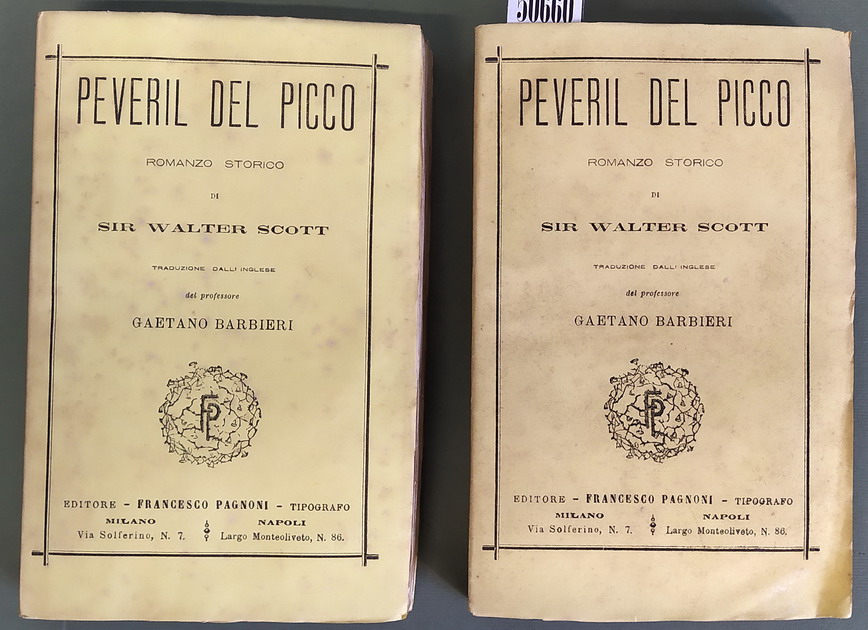 PEVERIL DEL PICCO
ROMANZO STORICO
DI
SIR WALTER SCOTT
TRADUZIONE DALL' INGLESE
del professore
GAETANO BARBIERI
FP
EDITORE - FRANCESCO PAGNONI - TIPOGRAFO
MILANO NAPOLI
Via Solferino, N. 7. Largo Monteoliveto, N. 86.
50660
PEVERIL DEL PICCO
ROMANZO STORICO
DI
SIR WALTER SCOTT
TRADUZIONE DALL' INGLESE
del professore
GAETANO BARBIERI
FP
EDITORE - FRANCESCO PAGNONI - TIPOGRAFO
MILANO NAPOLI
Via Solferino, N. 7. Largo Monteoliveto, N. 86.